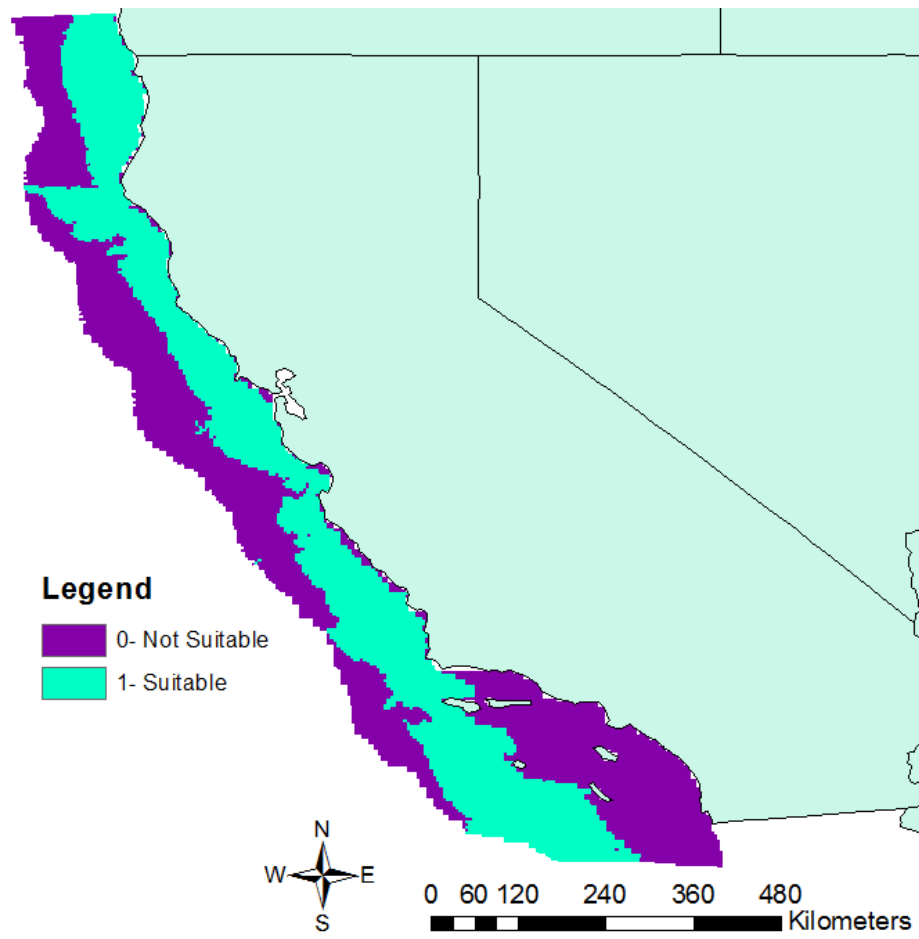 Legend
0- Not Suitable
1- Suitable
N
W E
S
0 60 120 240 360 480
Kilometers